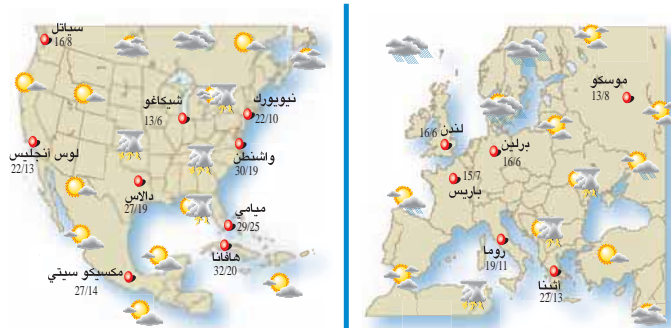 سياتل
16/8
شيكاغو
13/6
نيويورك
22/10
لوس أنجليس
22/13
واشنطن
30/19
دالاس
27/19
ميامي
29/25
هافانا
32/20
مكسيكو سيتي
27/14
موسكو
13/8
لندن
16/6
برلين
16/6
15/7
باريس
روما
19/11
أثينا
22/13